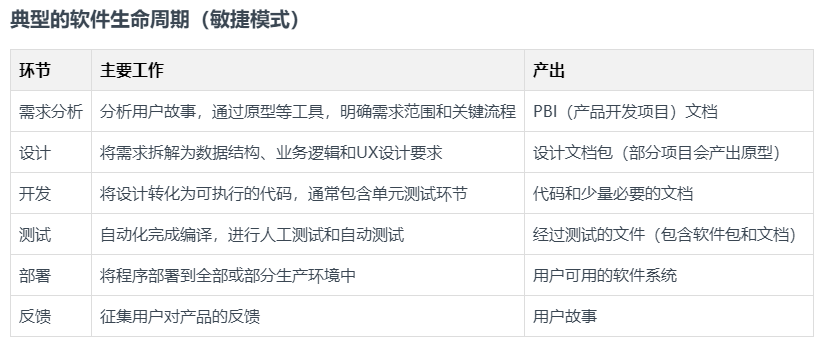 典型的软件生命周期（敏捷模式）
环节 主要工作 产出
需求分析 分析用户故事，通过原型等工具，明确需求范围和关键流程 PBI（产品开发项目）文档
设计 将需求拆解为数据结构、业务逻辑和UX设计要求 设计文档包（部分项目会产出原型）
开发 将设计转化为可执行的代码，通常包含单元测试环节 代码和少量必要的文档
测试 自动化完成编译，进行人工测试和自动测试 经过测试的文件（包含软件包和文档）
部署 将程序部署到全部或部分生产环境中 用户可用的软件系统
反馈 征集用户对产品的反馈 用户故事